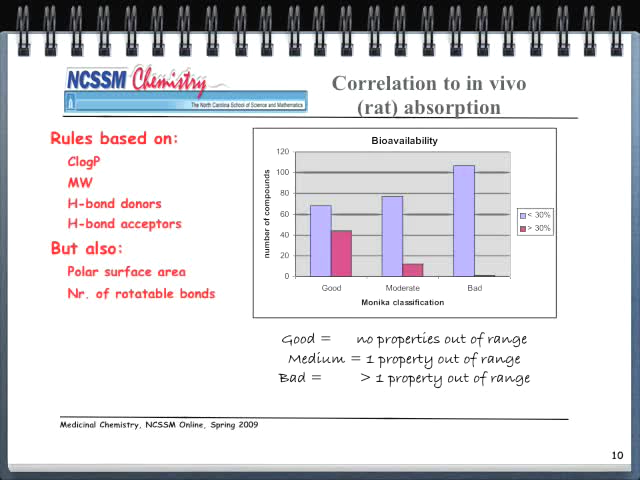 NCSSM Chemistry
The North Carolina School of Science and Mathematics
Correlation to in vivo
(rat) absorption
Rules based on:
ClogP
MW
H-bond donors
H-bond acceptors
But also:
Polar surface area
Nr. of rotatable bonds
Bioavailability
number of compounds
120
100
80
60
40
20
0
Good Moderate Bad
Monika classification
< 30%
> 30%
Good = no properties out of range
Medium = 1 property out of range
Bad = > 1 property out of range
Medicinal Chemistry, NCSSM Online, Spring 2009
10